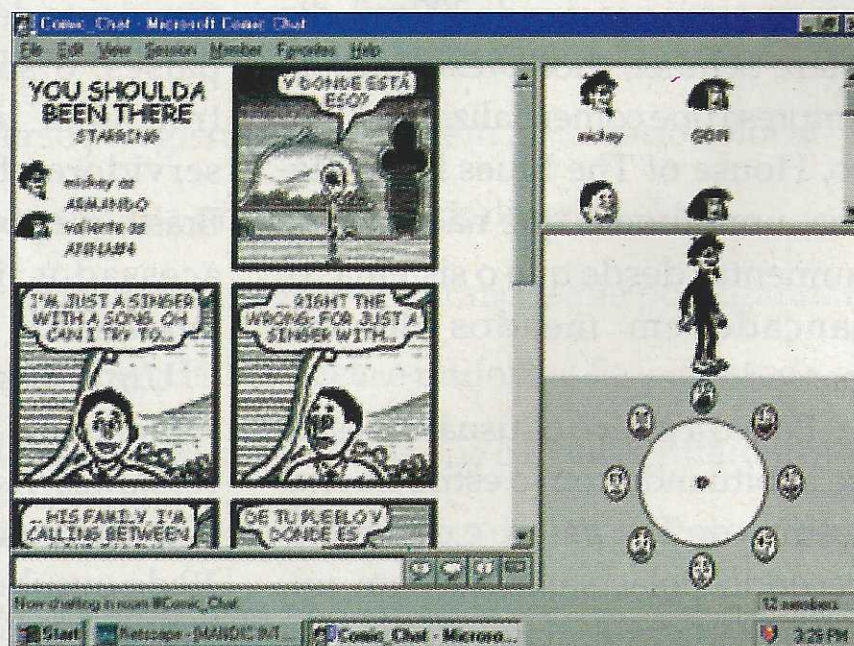 Comic_Chat - Microsoft Comic Chat
File Edit View Session Member Favorites Help
YOU SHOULDA
BEEN THERE
STARRING
mickey as
ARMANDO
valiente as
Y DONDE ESTÁ
ESO?
I'M JUST A SINGER
WITH A SONG. OH
CAN I TRY TO...
... RIGHT THE
WRONG; FOR JUST A
SINGER WITH...
... HIS FAMILY, I'M
CALLING BETWEEN
DE TU PUEBLO Y
DONDE ES
mickey
Now chatting in room #Comic_Chat
12 members
Start
Netscape - [MANDIC INT...
Comic_Chat - Microso...
3:25 PM